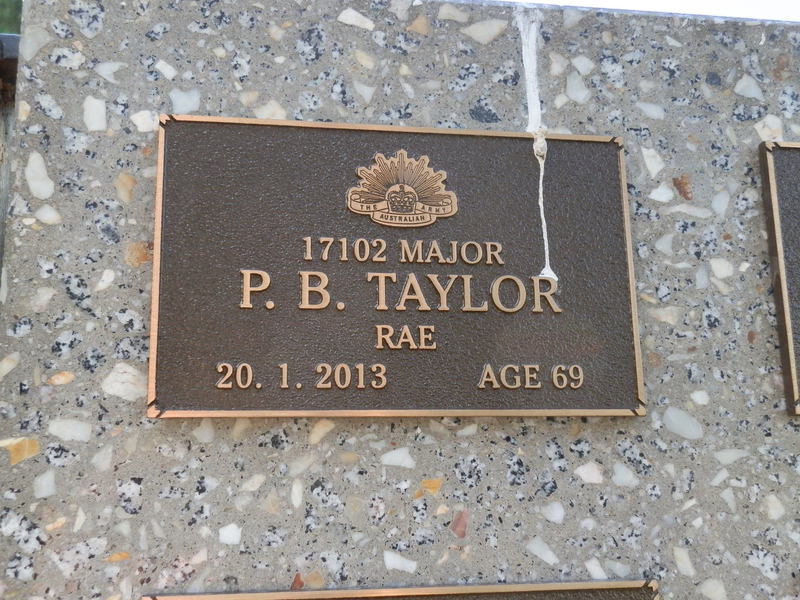 THE ARMY
AUSTRALIAN
17102 MAJOR
P. B. TAYLOR
RAE
20. 1. 2013 AGE 69